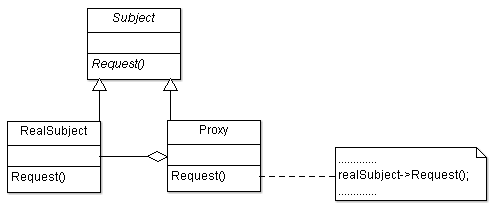 Subject
Request()
RealSubject
Request()
Proxy
Request()
.............
realSubject->Request();
.............